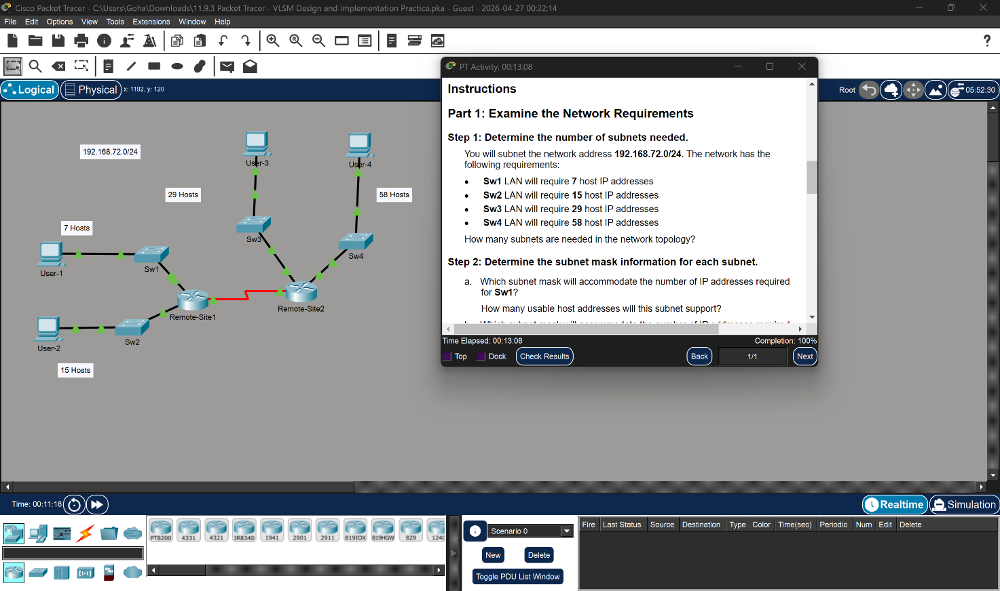 Cisco Packet Tracer - C:\Users\Goha\Downloads\11.9.3 Packet Tracer - VLSM Design and Implementation Practice.pka - Guest - 2026-04-27 00:22:14
File Edit Options View Tools Extensions Window Help
Logical Physical x: 1192, y: 120
Root 05:52:30
192.168.72.0/24
User-3
User-4
29 Hosts
58 Hosts
7 Hosts
Sw3
Sw4
User-1
Sw1
Remote-Site1
Remote-Site2
User-2
Sw2
15 Hosts
PT Activity: 00:13:08
Instructions
Part 1: Examine the Network Requirements
Step 1: Determine the number of subnets needed.
You will subnet the network address 192.168.72.0/24. The network has the
following requirements:
• Sw1 LAN will require 7 host IP addresses
• Sw2 LAN will require 15 host IP addresses
• Sw3 LAN will require 29 host IP addresses
• Sw4 LAN will require 58 host IP addresses
How many subnets are needed in the network topology?
Step 2: Determine the subnet mask information for each subnet.
a. Which subnet mask will accommodate the number of IP addresses required
for Sw1?
How many usable host addresses will this subnet support?
Time Elapsed: 00:13:08 Completion: 100%
Top Dock Check Results Back 1/1 Next
Time: 00:11:18
Realtime Simulation
PT8200 4331 4321 IR8340 1941 2901 2911 819IOX 819HGW 829 1240
Scenario 0
New Delete
Toggle PDU List Window
Fire Last Status Source Destination Type Color Time(sec) Periodic Num Edit Delete